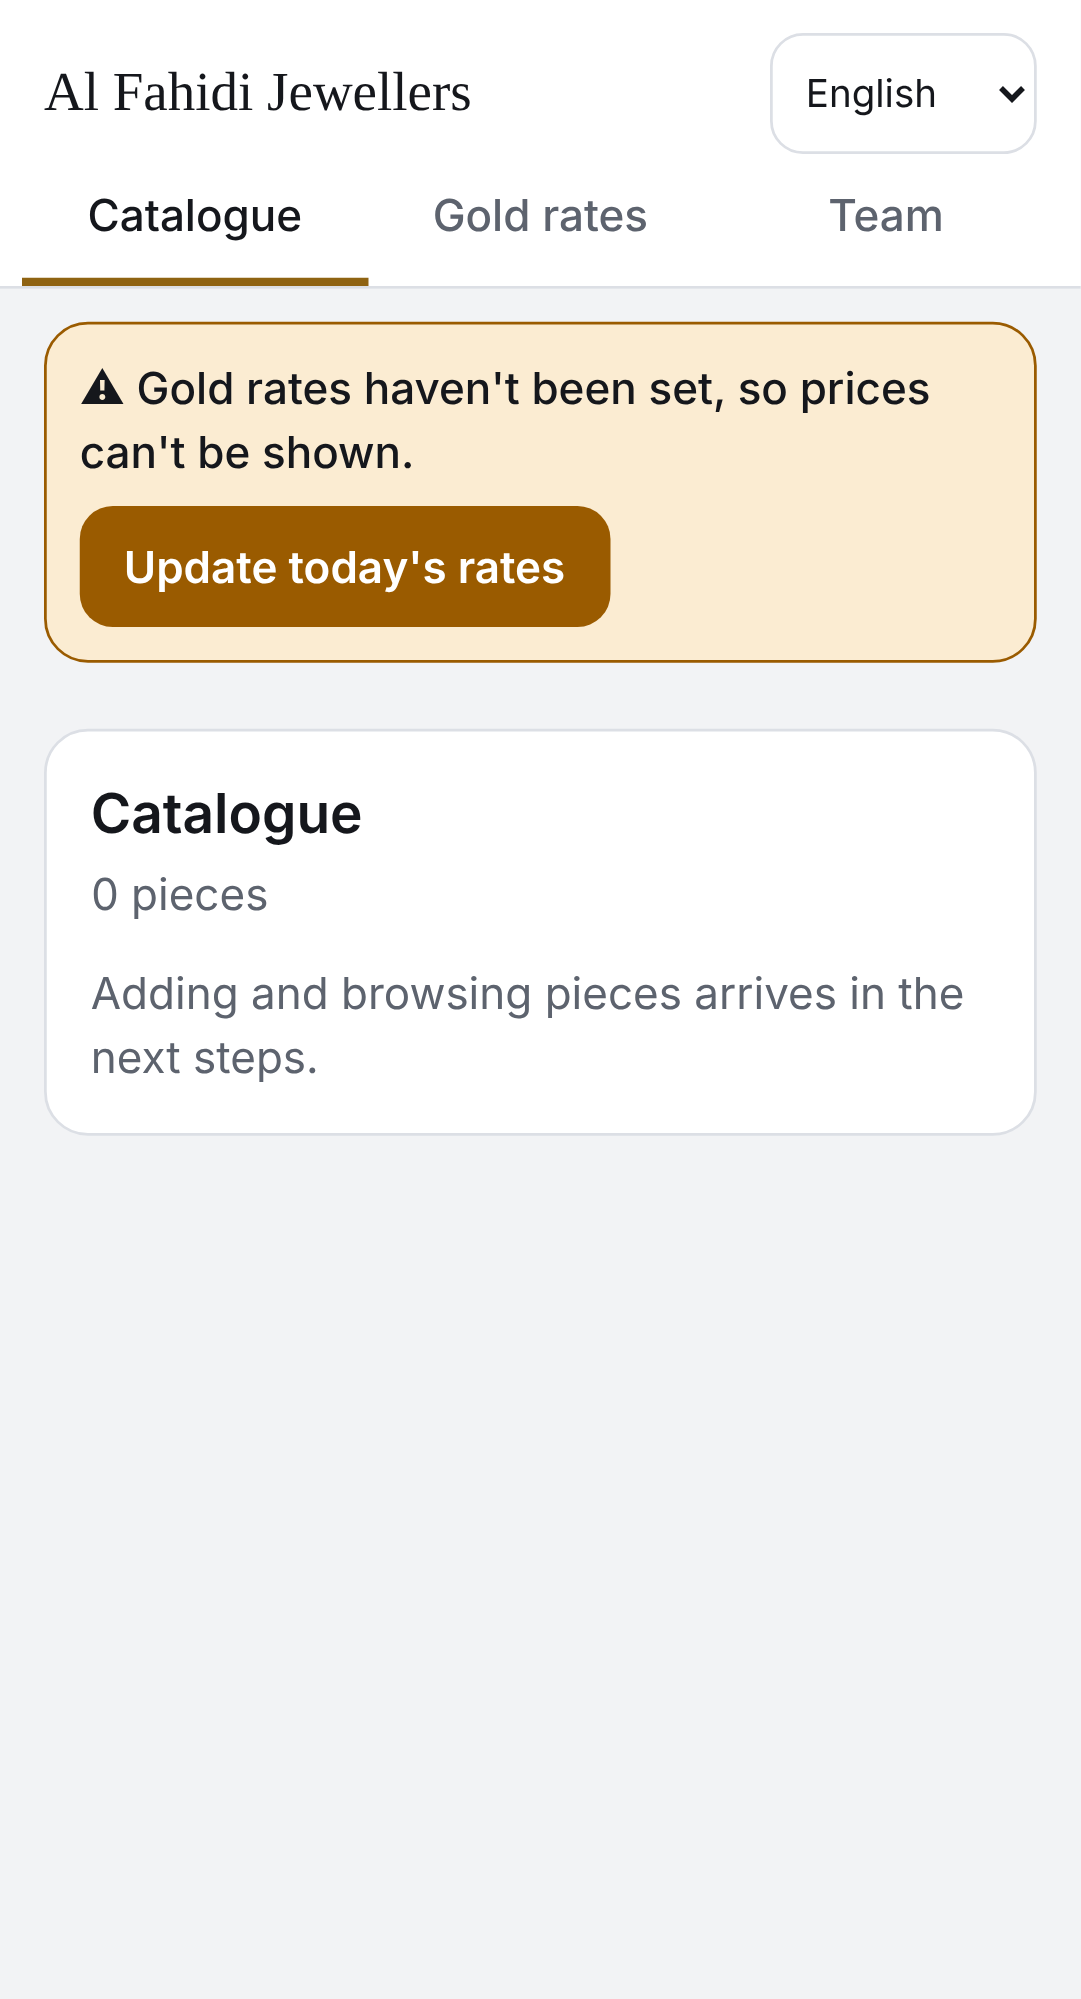 Al Fahidi Jewellers
English
Catalogue
Gold rates
Team
⚠ Gold rates haven't been set, so prices
can't be shown.
Update today's rates
Catalogue
0 pieces
Adding and browsing pieces arrives in the
next steps.